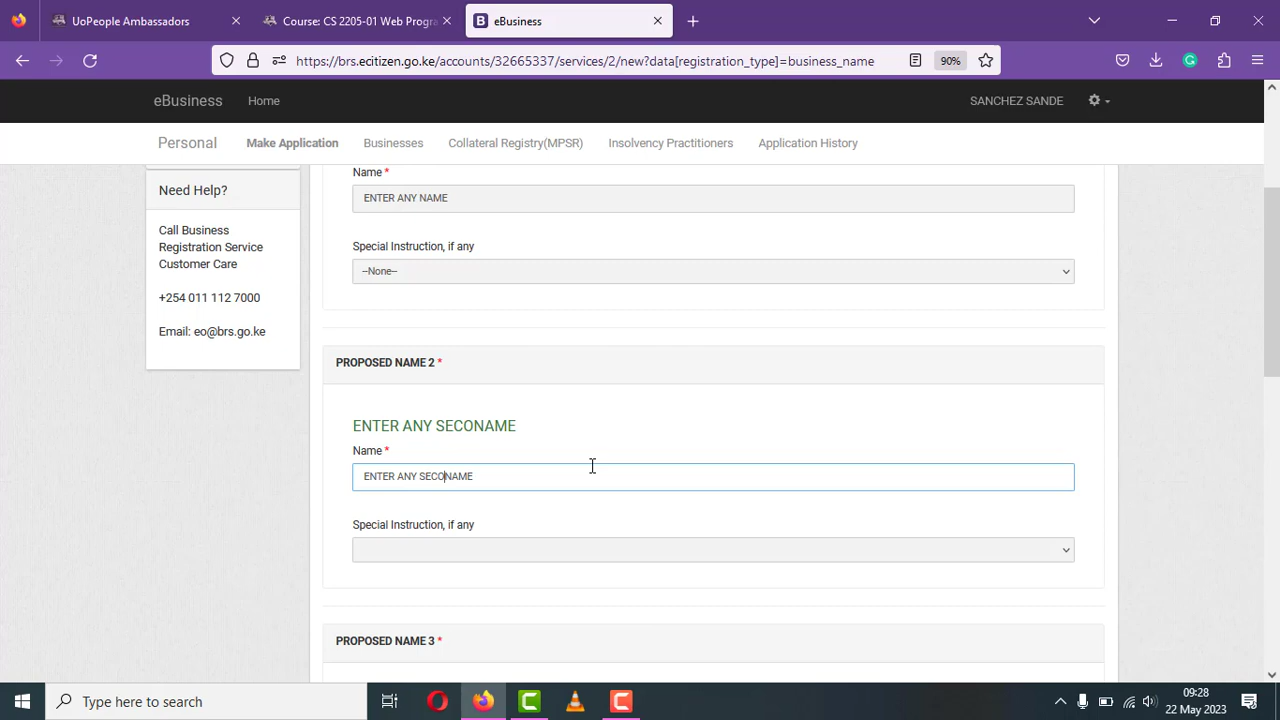 UoPeople Ambassadors
Course: CS 2205-01 Web Progra
eBusiness
https://brs.ecitizen.go.ke/accounts/32665337/services/2/new?data[registration_type]=business_name
90%
eBusiness
Home
SANCHEZ SANDE
Personal
Make Application
Businesses
Collateral Registry(MPSR)
Insolvency Practitioners
Application History
Need Help?
Call Business
Registration Service
Customer Care
+254 011 112 7000
Email: eo@brs.go.ke
Name *
ENTER ANY NAME
Special Instruction, if any
--None--
PROPOSED NAME 2 *
ENTER ANY SECONAME
Name *
ENTER ANY SECONAME
Special Instruction, if any
PROPOSED NAME 3 *
Type here to search
09:28
22 May 2023